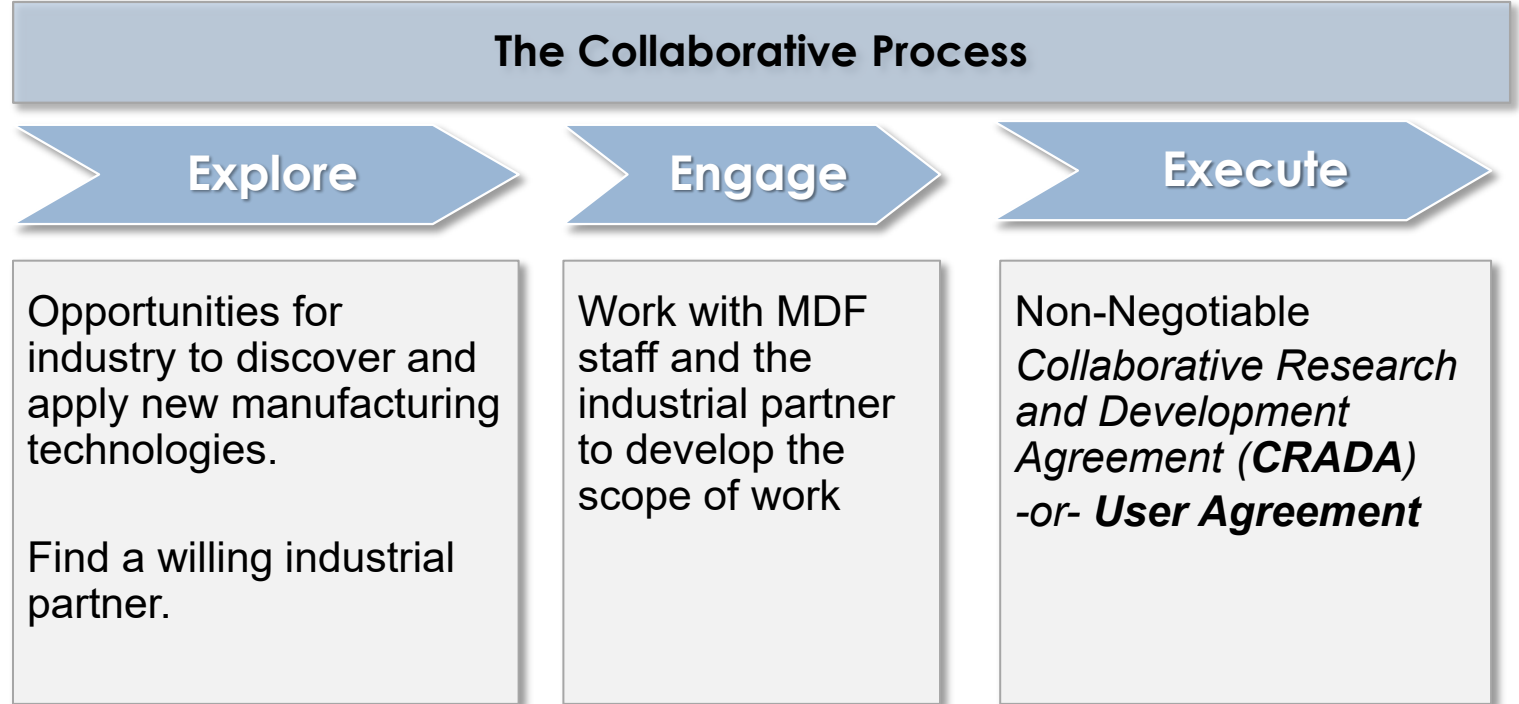 The Collaborative Process
Explore
Opportunities for
industry to discover and
apply new manufacturing
technologies.
Find a willing industrial
partner.
Engage
Work with MDF
staff and the
industrial partner
to develop the
scope of work
Execute
Non-Negotiable
Collaborative Research
and Development
Agreement (CRADA)
-or- User Agreement